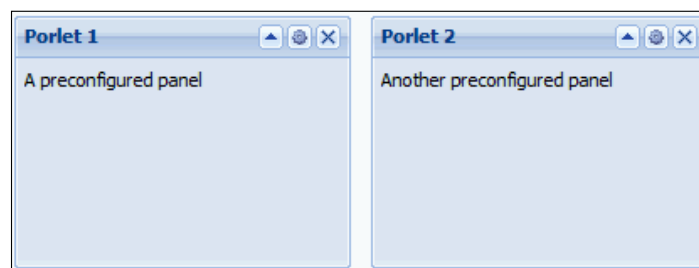 Porlet 1
A preconfigured panel
Porlet 2
Another preconfigured panel